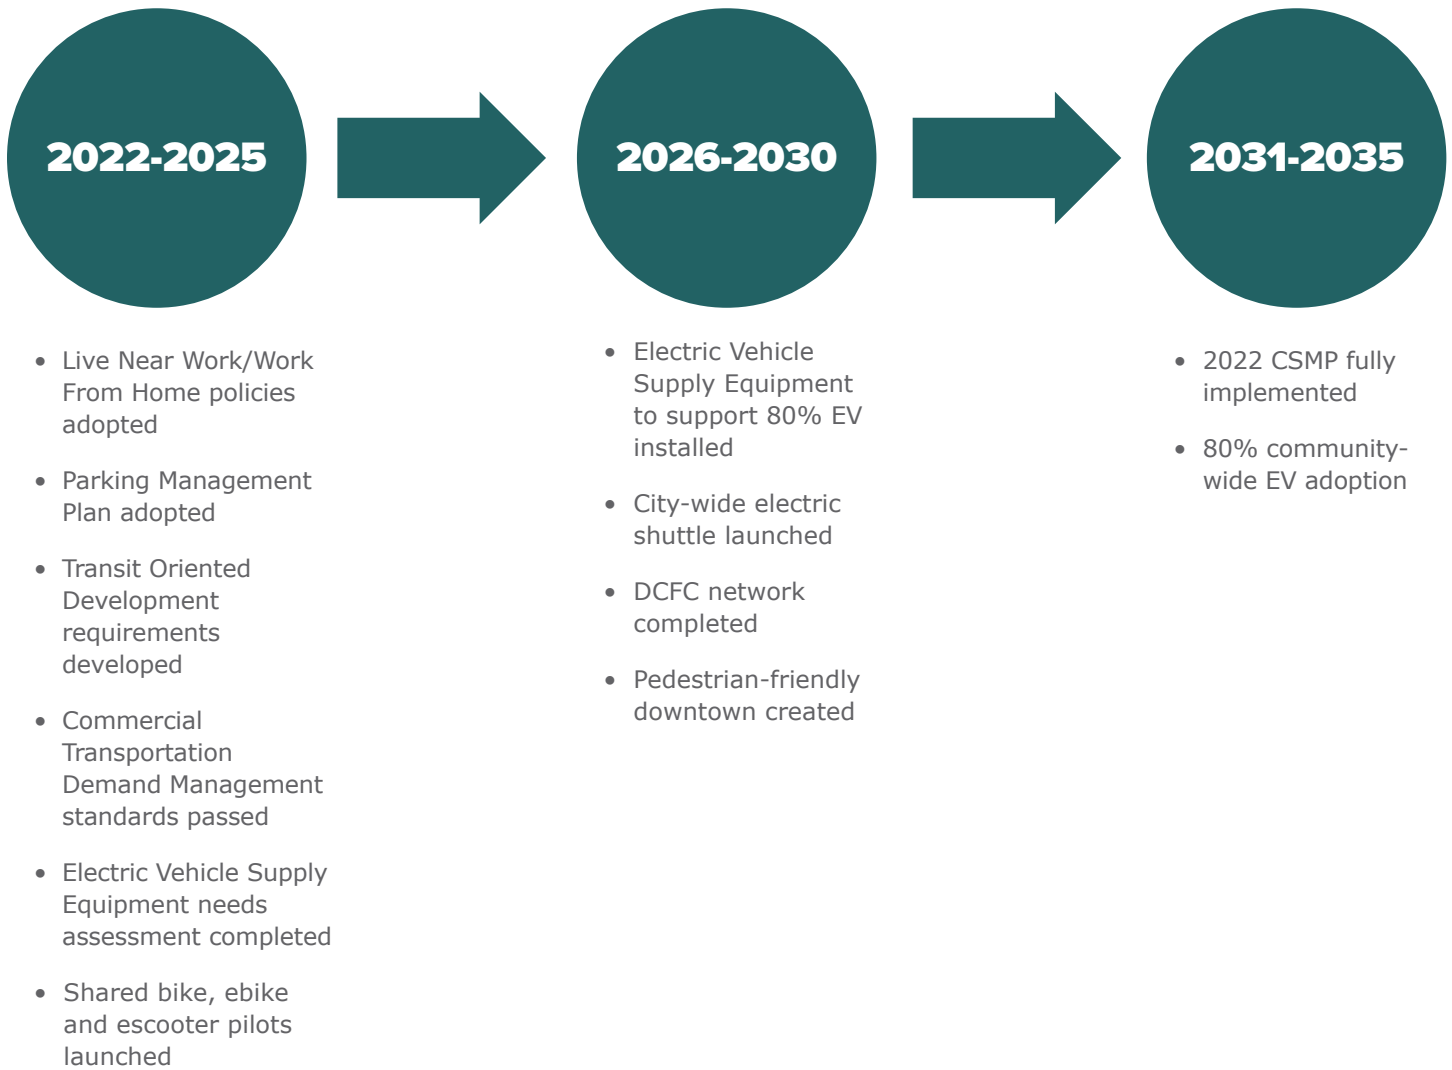 2022-2025
2026-2030
2031-2035
• Live Near Work/Work
From Home policies
adopted
• Parking Management
Plan adopted
• Transit Oriented
Development
requirements
developed
• Commercial
Transportation
Demand Management
standards passed
• Electric Vehicle Supply
Equipment needs
assessment completed
• Shared bike, ebike
and escooter pilots
launched
• Electric Vehicle
Supply Equipment
to support 80% EV
installed
• City-wide electric
shuttle launched
• DCFC network
completed
• Pedestrian-friendly
downtown created
• 2022 CSMP fully
implemented
• 80% community-
wide EV adoption